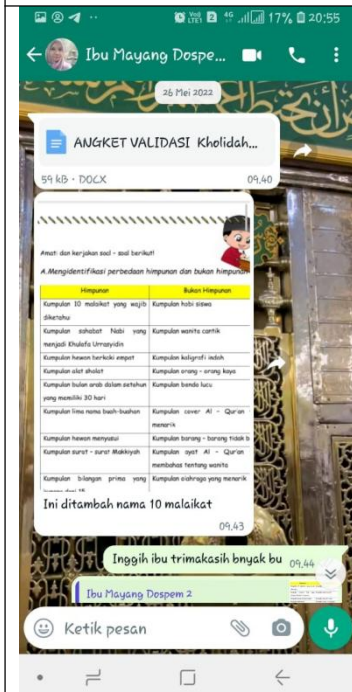 Voo) 46 17% 20:55
Ibu Mayang Dospe...
26 Mei 2022
ANGKET VALIDASI Kholidah...
59 kB • DOCX 09.40
Amati dan kerjakan soal - soal berikut!
A.Mengidentifikasi perbedaan himpunan dan bukan himpunan
Himpunan Bukan Himpunan
Kumpulan 10 malaikat yang wajib Kumpulan hobi siswa
diketahui
Kumpulan sahabat Nabi yang Kumpulan wanita cantik
menjadi Khulafa Urrasyidin
Kumpulan hewan berkaki empat Kumpulan kaligrafi indah
Kumpulan alat sholat Kumpulan orang - orang kaya
Kumpulan bulan arab dalam setahun Kumpulan benda lucu
yang memiliki 30 hari
Kumpulan lima nama buah-buahan Kumpulan cover Al - Qur'an
menarik
Kumpulan hewan menyusui Kumpulan barang - barang tidak b
Kumpulan surat - surat Makkiyah Kumpulan ayat Al - Qur'an
membahas tentang wanita
Kumpulan bilangan prima yang Kumpulan olahraga yang menarik
Ini ditambah nama 10 malaikat
09.43
Inggih ibu trimakasih bnyak bu 09.44
Ibu Mayang Dospem 2
Ketik pesan